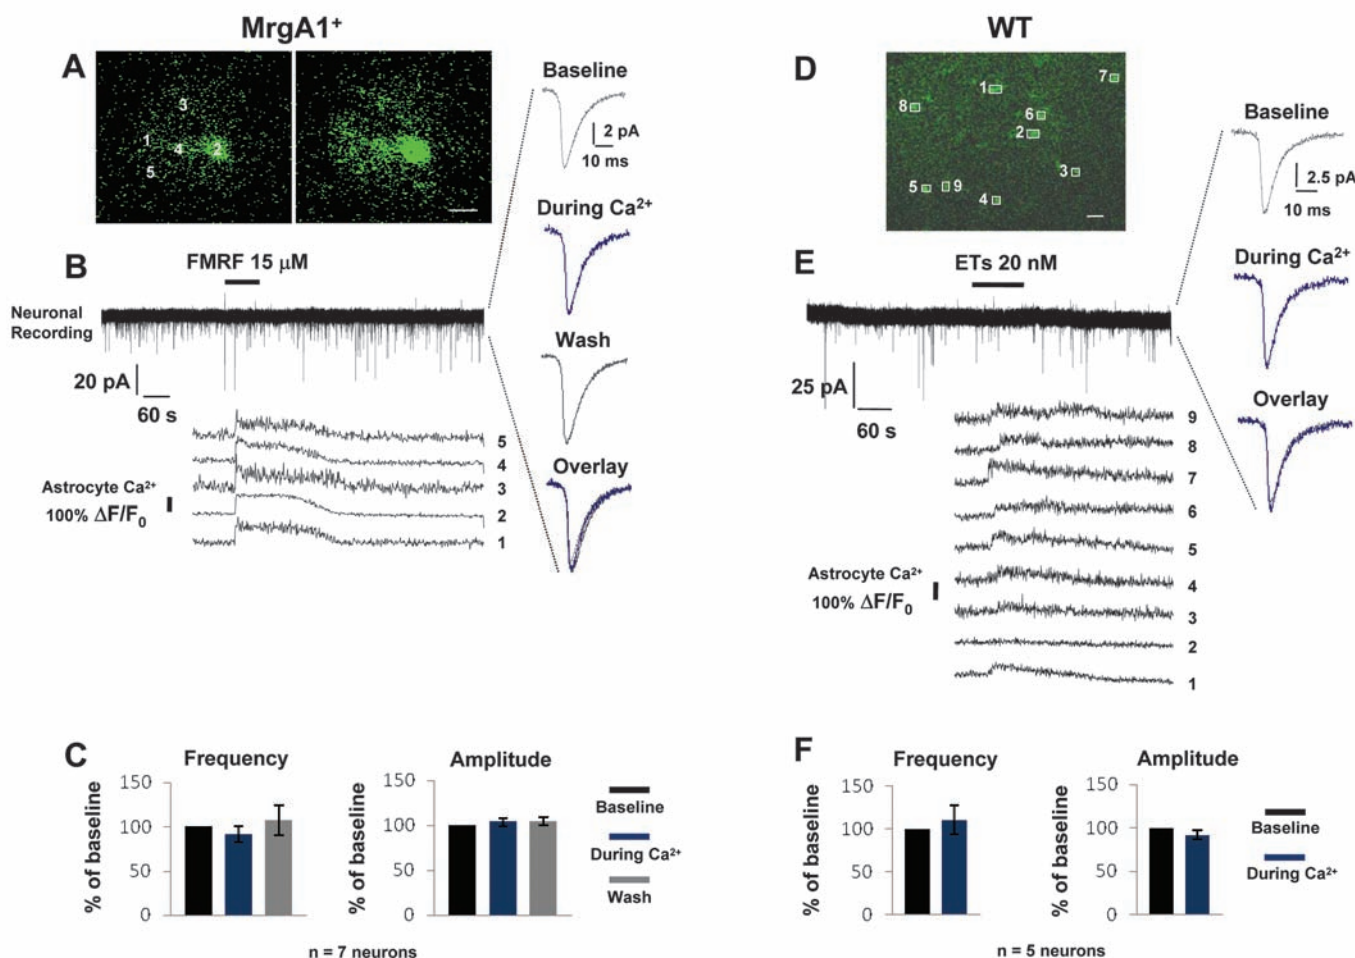 MrgA1⁺
A
3
1
4
2
5
Baseline
2 pA
10 ms
During Ca²⁺
B
FMRF 15 μM
Neuronal
Recording
20 pA
60 s
Wash
5
4
Astrocyte Ca²⁺
100% ΔF/F₀
3
2
1
Overlay
C
Frequency
% of baseline
150
100
50
0
Amplitude
% of baseline
150
100
50
0
Baseline
During Ca²⁺
Wash
n = 7 neurons
WT
D
7
1
8
6
2
3
5
9
4
Baseline
2.5 pA
10 ms
During Ca²⁺
E
ETs 20 nM
25 pA
60 s
Overlay
9
8
7
6
5
Astrocyte Ca²⁺
100% ΔF/F₀
4
3
2
1
F
Frequency
% of baseline
150
100
50
0
Amplitude
% of baseline
150
100
50
0
Baseline
During Ca²⁺
n = 5 neurons